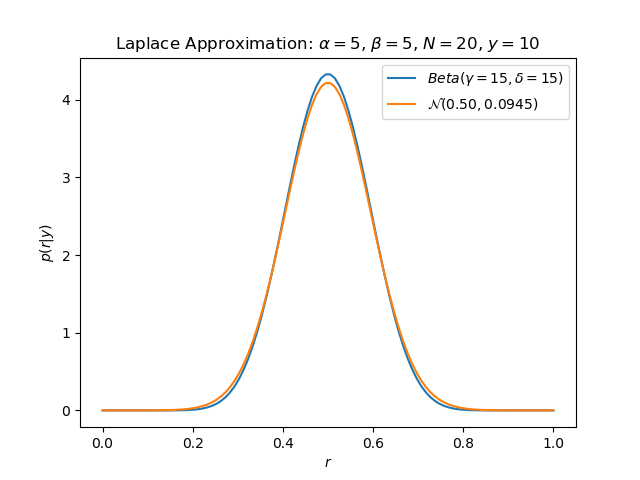 Laplace Approximation: α = 5, β = 5, N = 20, y = 10
Beta(γ = 15, δ = 15)
𝒩(0.50, 0.0945)
p(r|y)
4
3
2
1
0
0.0 0.2 0.4 0.6 0.8 1.0
r